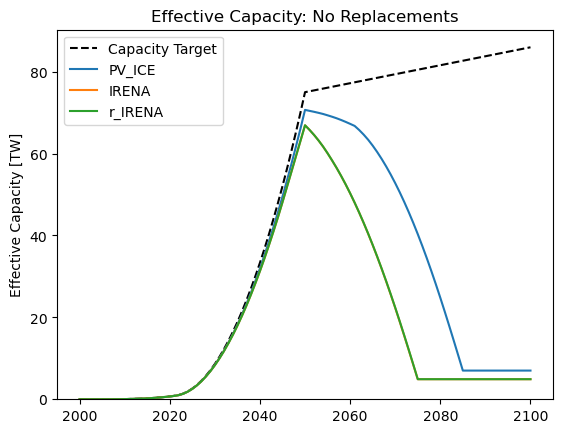 Effective Capacity: No Replacements
Capacity Target
PV_ICE
IRENA
r_IRENA
Effective Capacity [TW]
80
60
40
20
0
2000 2020 2040 2060 2080 2100